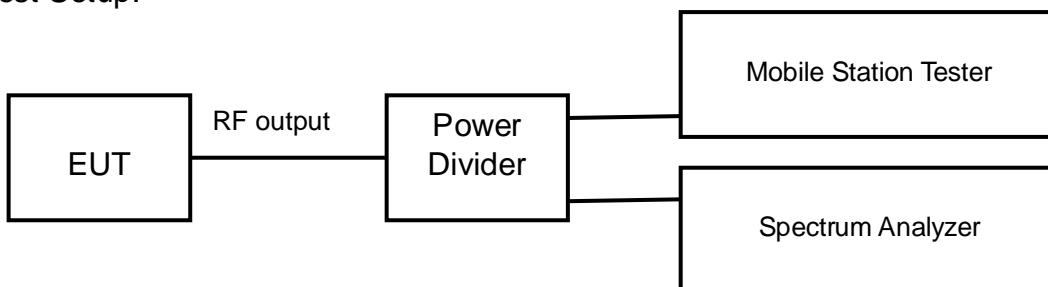 RF output
EUT
Power
Divider
Mobile Station Tester
Spectrum Analyzer